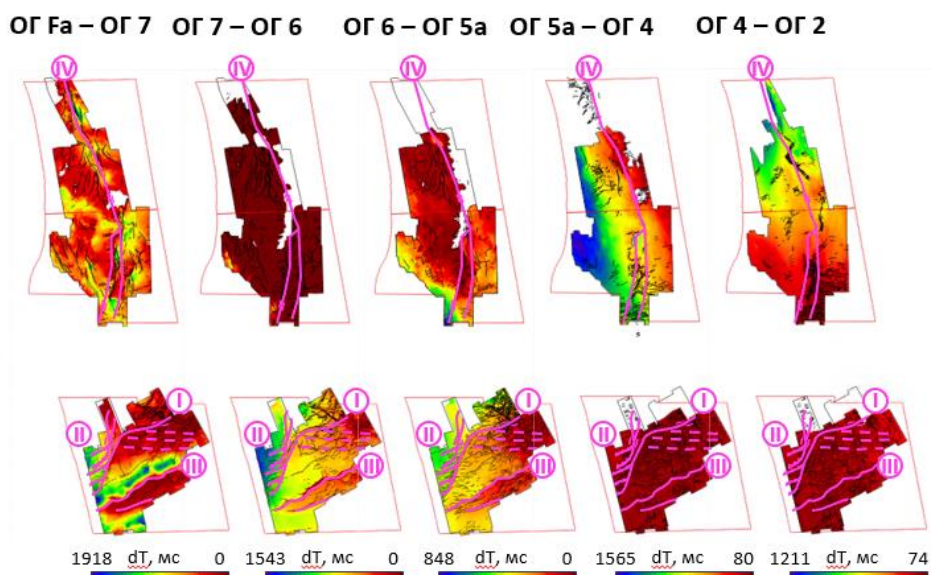 ОГ Fa – ОГ 7 ОГ 7 – ОГ 6 ОГ 6 – ОГ 5a ОГ 5a – ОГ 4 ОГ 4 – ОГ 2
IV IV IV IV IV
I I I I I
II II II II II
III III III III III
1918 dT, мс 0 1543 dT, мс 0 848 dT, мс 0 1565 dT, мс 80 1211 dT, мс 74